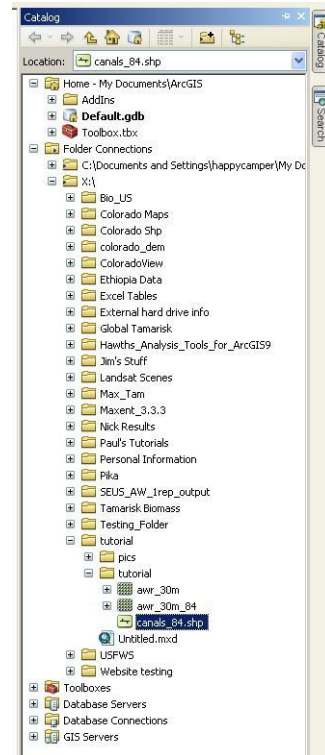 Catalog
Location: canals_84.shp
Home - My Documents\ArcGIS
AddIns
Default.gdb
Toolbox.tbx
Folder Connections
C:\Documents and Settings\happycamper\My Dc
X:\
Bio_US
Colorado Maps
Colorado Shp
colorado_dem
ColoradoView
Ethiopia Data
Excel Tables
External hard drive info
Global Tamarisk
Hawths_Analysis_Tools_for_ArcGIS9
Jim's Stuff
Landsat Scenes
Max_Tam
Maxent_3.3.3
Nick Results
Paul's Tutorials
Personal Information
Pika
SEUS_AW_1rep_output
Tamarisk Biomass
Testing_Folder
tutorial
pics
tutorial
awr_30m
awr_30m_84
canals_84.shp
Untitled.mxd
USFWS
Website testing
Toolboxes
Database Servers
Database Connections
GIS Servers
Catalog
Search